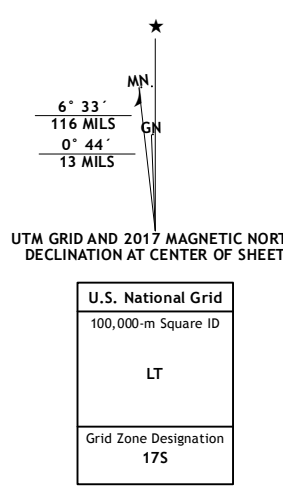 ★
MN.
6° 33´
116 MILS
GN
0° 44´
13 MILS
UTM GRID AND 2017 MAGNETIC NORT
DECLINATION AT CENTER OF SHEET
U.S. National Grid
100,000-m Square ID
LT
Grid Zone Designation
17S